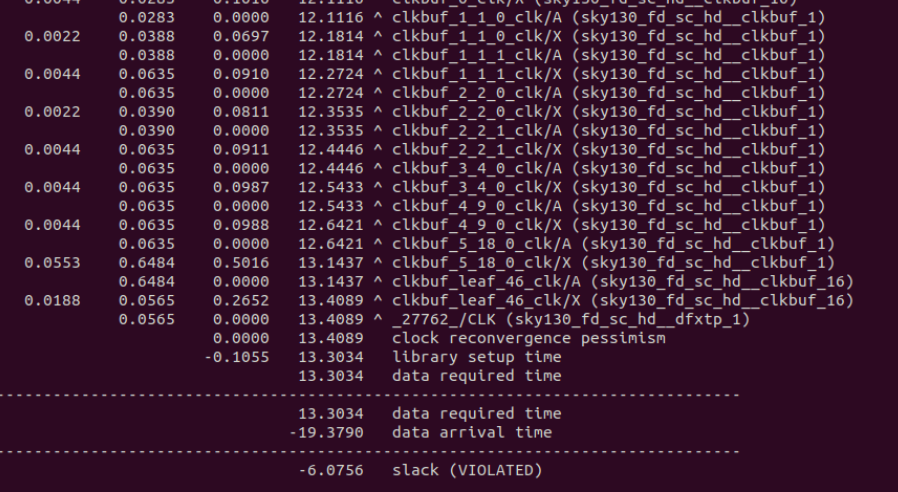 0.0283 0.0000 12.1116 ^ clkbuf_1_1_0_clk/A (sky130_fd_sc_hd__clkbuf_1)
0.0022 0.0388 0.0697 12.1814 ^ clkbuf_1_1_0_clk/X (sky130_fd_sc_hd__clkbuf_1)
0.0388 0.0000 12.1814 ^ clkbuf_1_1_1_clk/A (sky130_fd_sc_hd__clkbuf_1)
0.0044 0.0635 0.0910 12.2724 ^ clkbuf_1_1_1_clk/X (sky130_fd_sc_hd__clkbuf_1)
0.0635 0.0000 12.2724 ^ clkbuf_2_2_0_clk/A (sky130_fd_sc_hd__clkbuf_1)
0.0022 0.0390 0.0811 12.3535 ^ clkbuf_2_2_0_clk/X (sky130_fd_sc_hd__clkbuf_1)
0.0390 0.0000 12.3535 ^ clkbuf_2_2_1_clk/A (sky130_fd_sc_hd__clkbuf_1)
0.0044 0.0635 0.0911 12.4446 ^ clkbuf_2_2_1_clk/X (sky130_fd_sc_hd__clkbuf_1)
0.0635 0.0000 12.4446 ^ clkbuf_3_4_0_clk/A (sky130_fd_sc_hd__clkbuf_1)
0.0044 0.0635 0.0987 12.5433 ^ clkbuf_3_4_0_clk/X (sky130_fd_sc_hd__clkbuf_1)
0.0635 0.0000 12.5433 ^ clkbuf_4_9_0_clk/A (sky130_fd_sc_hd__clkbuf_1)
0.0044 0.0635 0.0988 12.6421 ^ clkbuf_4_9_0_clk/X (sky130_fd_sc_hd__clkbuf_1)
0.0635 0.0000 12.6421 ^ clkbuf_5_18_0_clk/A (sky130_fd_sc_hd__clkbuf_1)
0.0553 0.6484 0.5016 13.1437 ^ clkbuf_5_18_0_clk/X (sky130_fd_sc_hd__clkbuf_1)
0.6484 0.0000 13.1437 ^ clkbuf_leaf_46_clk/A (sky130_fd_sc_hd__clkbuf_16)
0.0188 0.0565 0.2652 13.4089 ^ clkbuf_leaf_46_clk/X (sky130_fd_sc_hd__clkbuf_16)
0.0565 0.0000 13.4089 ^ _27762_/CLK (sky130_fd_sc_hd__dfxtp_1)
0.0000 13.4089 clock reconvergence pessimism
-0.1055 13.3034 library setup time
13.3034 data required time
-----------------------------------------------------------------------------
13.3034 data required time
-19.3790 data arrival time
-----------------------------------------------------------------------------
-6.0756 slack (VIOLATED)